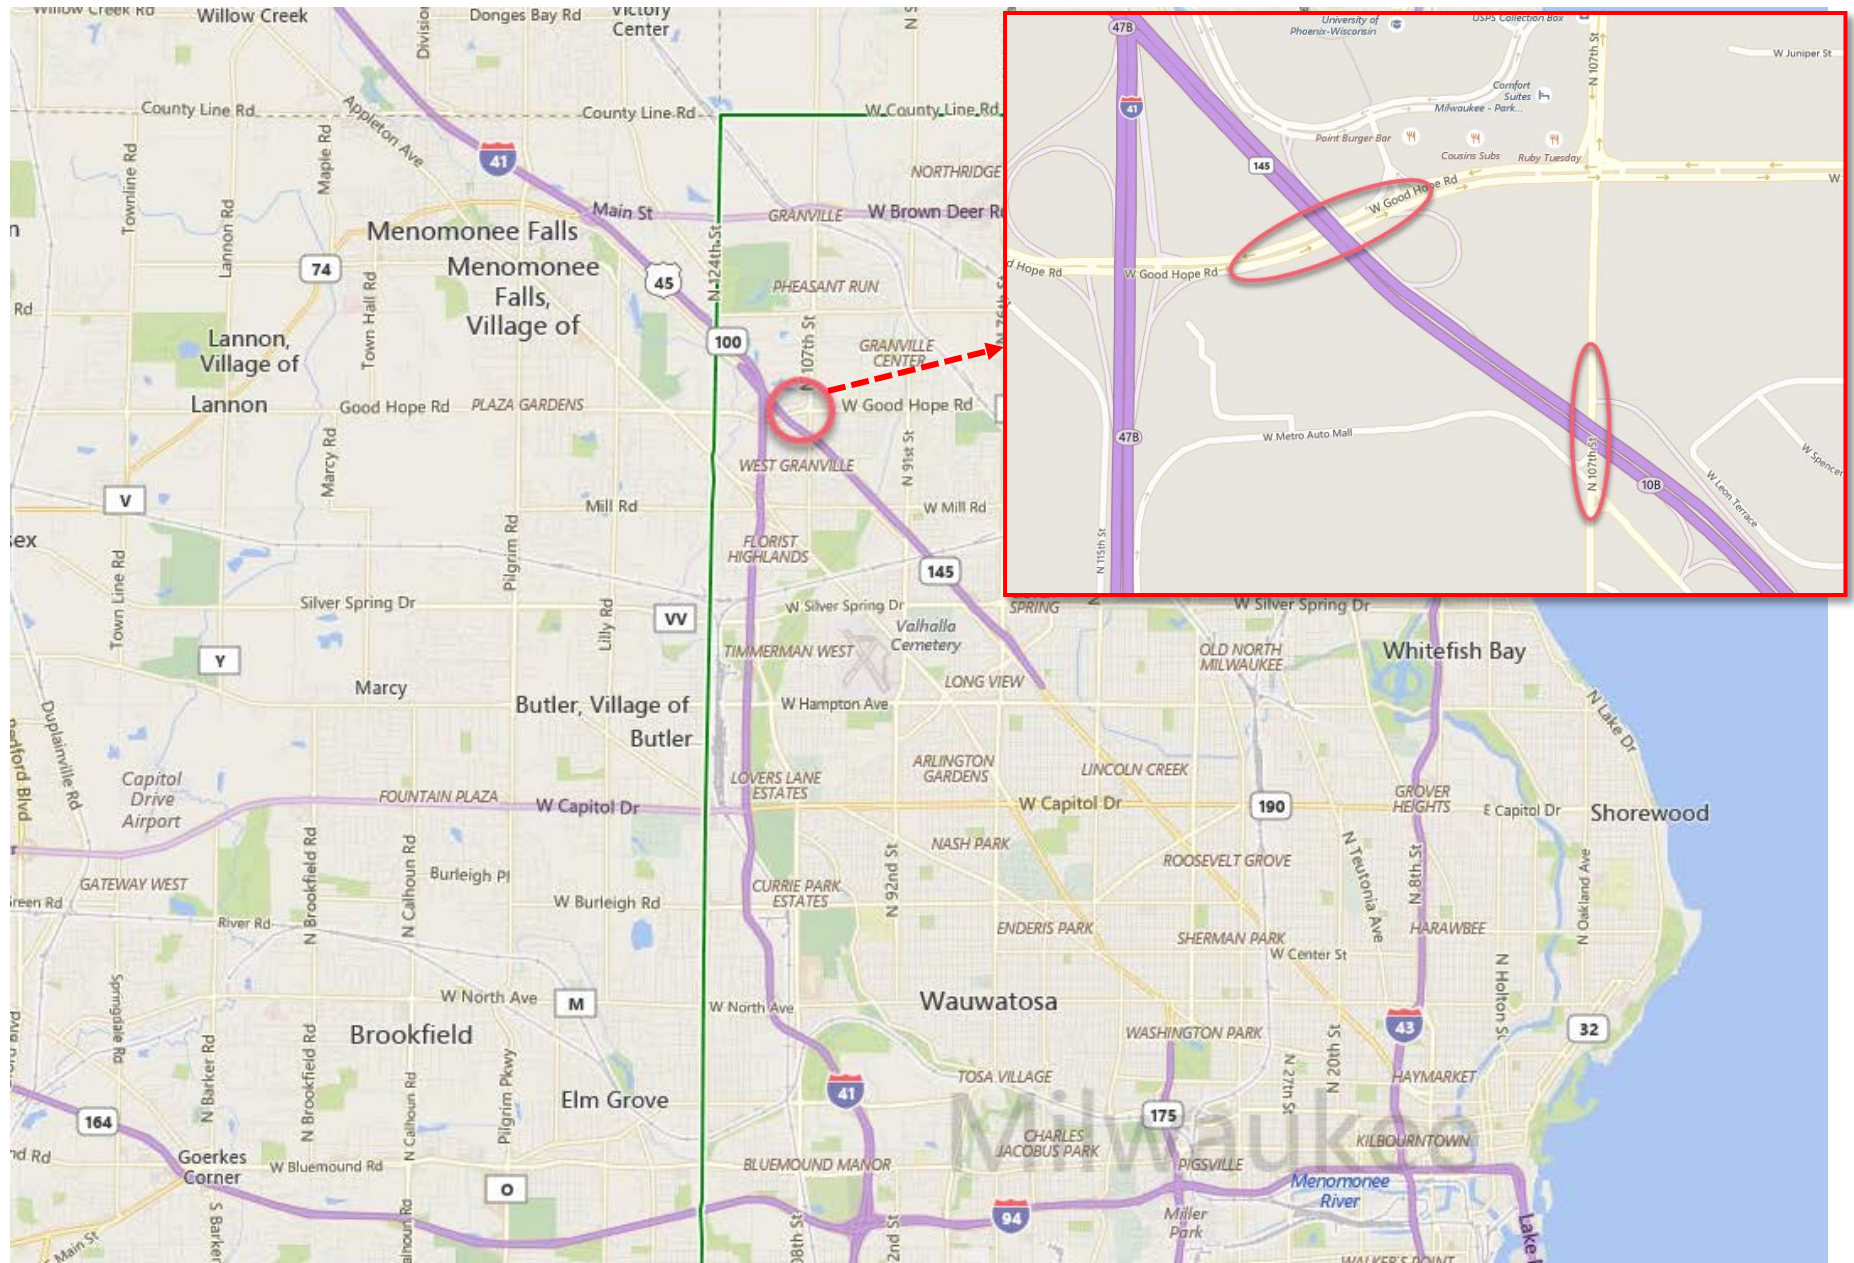 Willow Creek Rd
Willow Creek
Donges Bay Rd
Victory
Center
County Line Rd
Appleton Ave
County Line Rd
W County Line Rd
41
Townline Rd
Maple Rd
Lannon Rd
NORTHRIDGE
Main St
GRANVILLE
W Brown Deer Rd
Menomonee Falls
Menomonee
Falls,
Village of
74
45
N 124th St
PHEASANT RUN
Rd
Town Hall Rd
Lannon,
Village of
100
N 107th St
GRANVILLE
CENTER
N 76th St
Lannon
Good Hope Rd
PLAZA GARDENS
W Good Hope Rd
Marcy Rd
WEST GRANVILLE
N 91st St
V
Mill Rd
W Mill Rd
Pilgrim Rd
FLORIST
HIGHLANDS
145
Town Line Rd
Silver Spring Dr
Lilly Rd
VV
W Silver Spring Dr
Valhalla
Cemetery
SPRING
W Silver Spring Dr
Y
TIMMERMAN WEST
OLD NORTH
MILWAUKEE
Whitefish Bay
Marcy
LONG VIEW
Butler, Village of
Butler
W Hampton Ave
N Lake Dr
Duplainville Rd
Capitol
Drive
Airport
LOVERS LANE
ESTATES
ARLINGTON
GARDENS
LINCOLN CREEK
FOUNTAIN PLAZA
W Capitol Dr
W Capitol Dr
190
GROVER
HEIGHTS
E Capitol Dr
Shorewood
N Brookfield Rd
N Calhoun Rd
NASH PARK
ROOSEVELT GROVE
N Teutonia Ave
N 8th St
N Oakland Ave
GATEWAY WEST
Burleigh Pl
CURRIE PARK
ESTATES
N 92nd St
River Rd
W Burleigh Rd
ENDERIS PARK
SHERMAN PARK
HARAWBEE
W Center St
N Holton St
Springdale Rd
W North Ave
M
W North Ave
Wauwatosa
N Barker Rd
N Brookfield Rd
Brookfield
WASHINGTON PARK
N 20th St
43
32
N Calhoun Rd
Pilgrim Pkwy
Elm Grove
41
TOSA VILLAGE
N 27th St
HAYMARKET
164
Milwaukee
175
CHARLES
JACOBUS PARK
KILBOURNTOWN
Goerkes
Corner
W Bluemound Rd
BLUEMOUND MANOR
PIGSVILLE
O
Menomonee
River
S Barker
94
Miller
Park
Main St
WALKER'S POINT
Lake
47B
University of
Phoenix-Wisconsin
USPS Collection Box
N 107th St
W Juniper St
41
Comfort
Suites
Milwaukee - Park...
Point Burger Bar
Cousins Subs
Ruby Tuesday
145
W Good Hope Rd
W
d Hope Rd
W Good Hope Rd
47B
W Metro Auto Mall
N 107th St
10B
W Leon Terrace
W Spencer
N 115th St